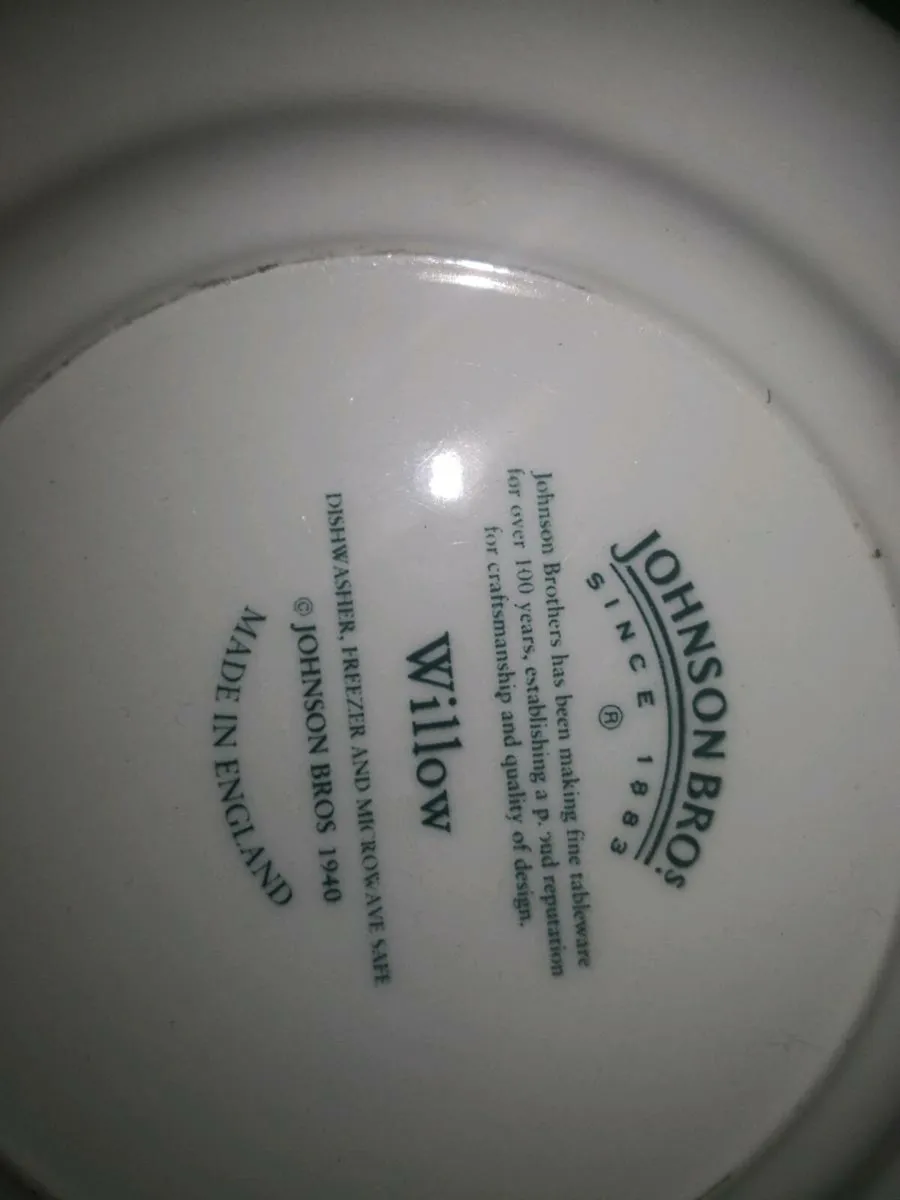 JOHNSON BROS
SINCE 1883
®
Johnson Brothers has been making fine tableware
for over 100 years, establishing a reputation
for craftsmanship and quality of design.
Willow
DISHWASHER, FREEZER AND MICROWAVE SAFE
© JOHNSON BROS 1940
MADE IN ENGLAND